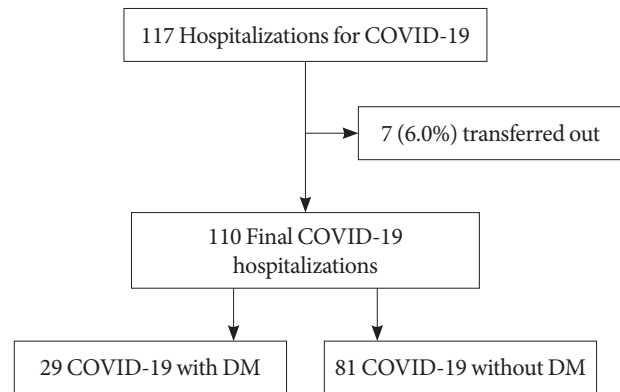 117 Hospitalizations for COVID-19
7 (6.0%) transferred out
110 Final COVID-19
hospitalizations
29 COVID-19 with DM
81 COVID-19 without DM